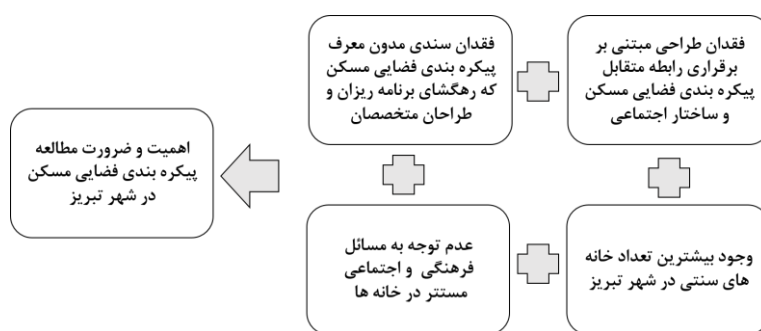 فقدان طراحی مبتنی بر
برقراری رابطه متقابل
پیکره بندی فضایی مسکن
و ساختار اجتماعی
فقدان سندی مدون معرف
پیکره بندی فضایی مسکن
که رهگشای برنامه ریزان و
طراحان متخصصان
وجود بیشترین تعداد خانه
های سنتی در شهر تبریز
عدم توجه به مسائل
فرهنگی و اجتماعی
مستتر در خانه ها
اهمیت و ضرورت مطالعه
پیکره بندی فضایی مسکن
در شهر تبریز